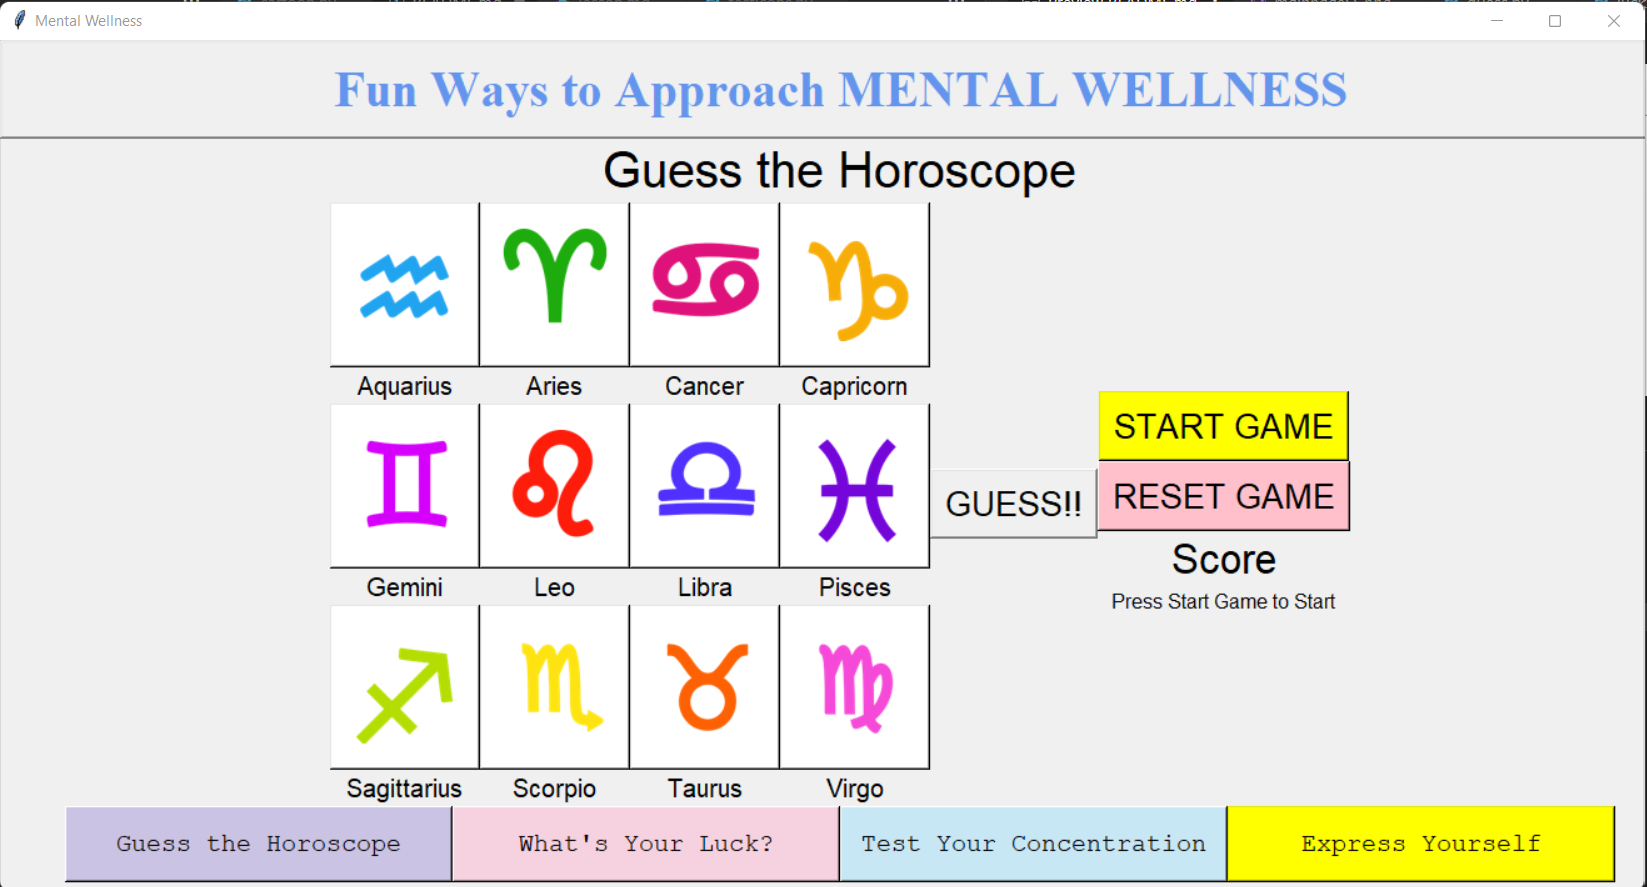 Mental Wellness
Fun Ways to Approach MENTAL WELLNESS
Guess the Horoscope
Aquarius Aries Cancer Capricorn
START GAME
Gemini Leo Libra Pisces
GUESS!!
RESET GAME
Score
Press Start Game to Start
Sagittarius Scorpio Taurus Virgo
Guess the Horoscope What's Your Luck? Test Your Concentration Express Yourself